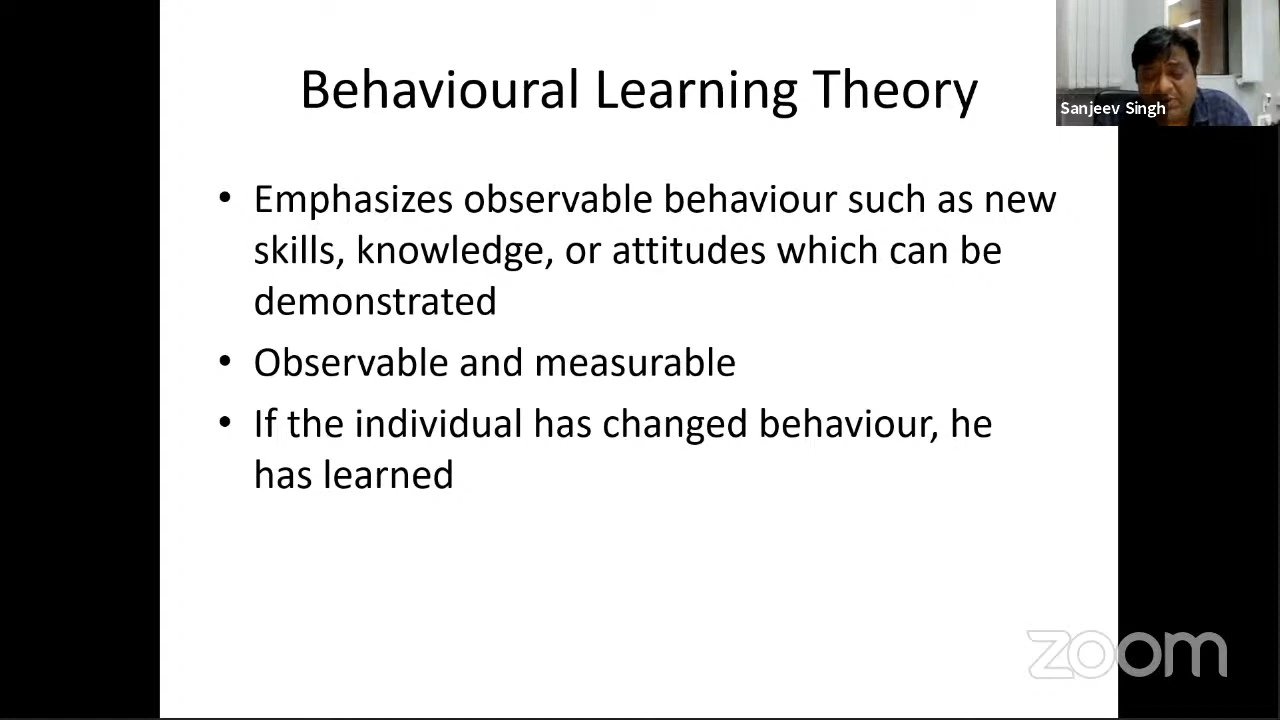 Behavioural Learning Theory
Sanjeev Singh
• Emphasizes observable behaviour such as new
skills, knowledge, or attitudes which can be
demonstrated
• Observable and measurable
• If the individual has changed behaviour, he
has learned
zoom